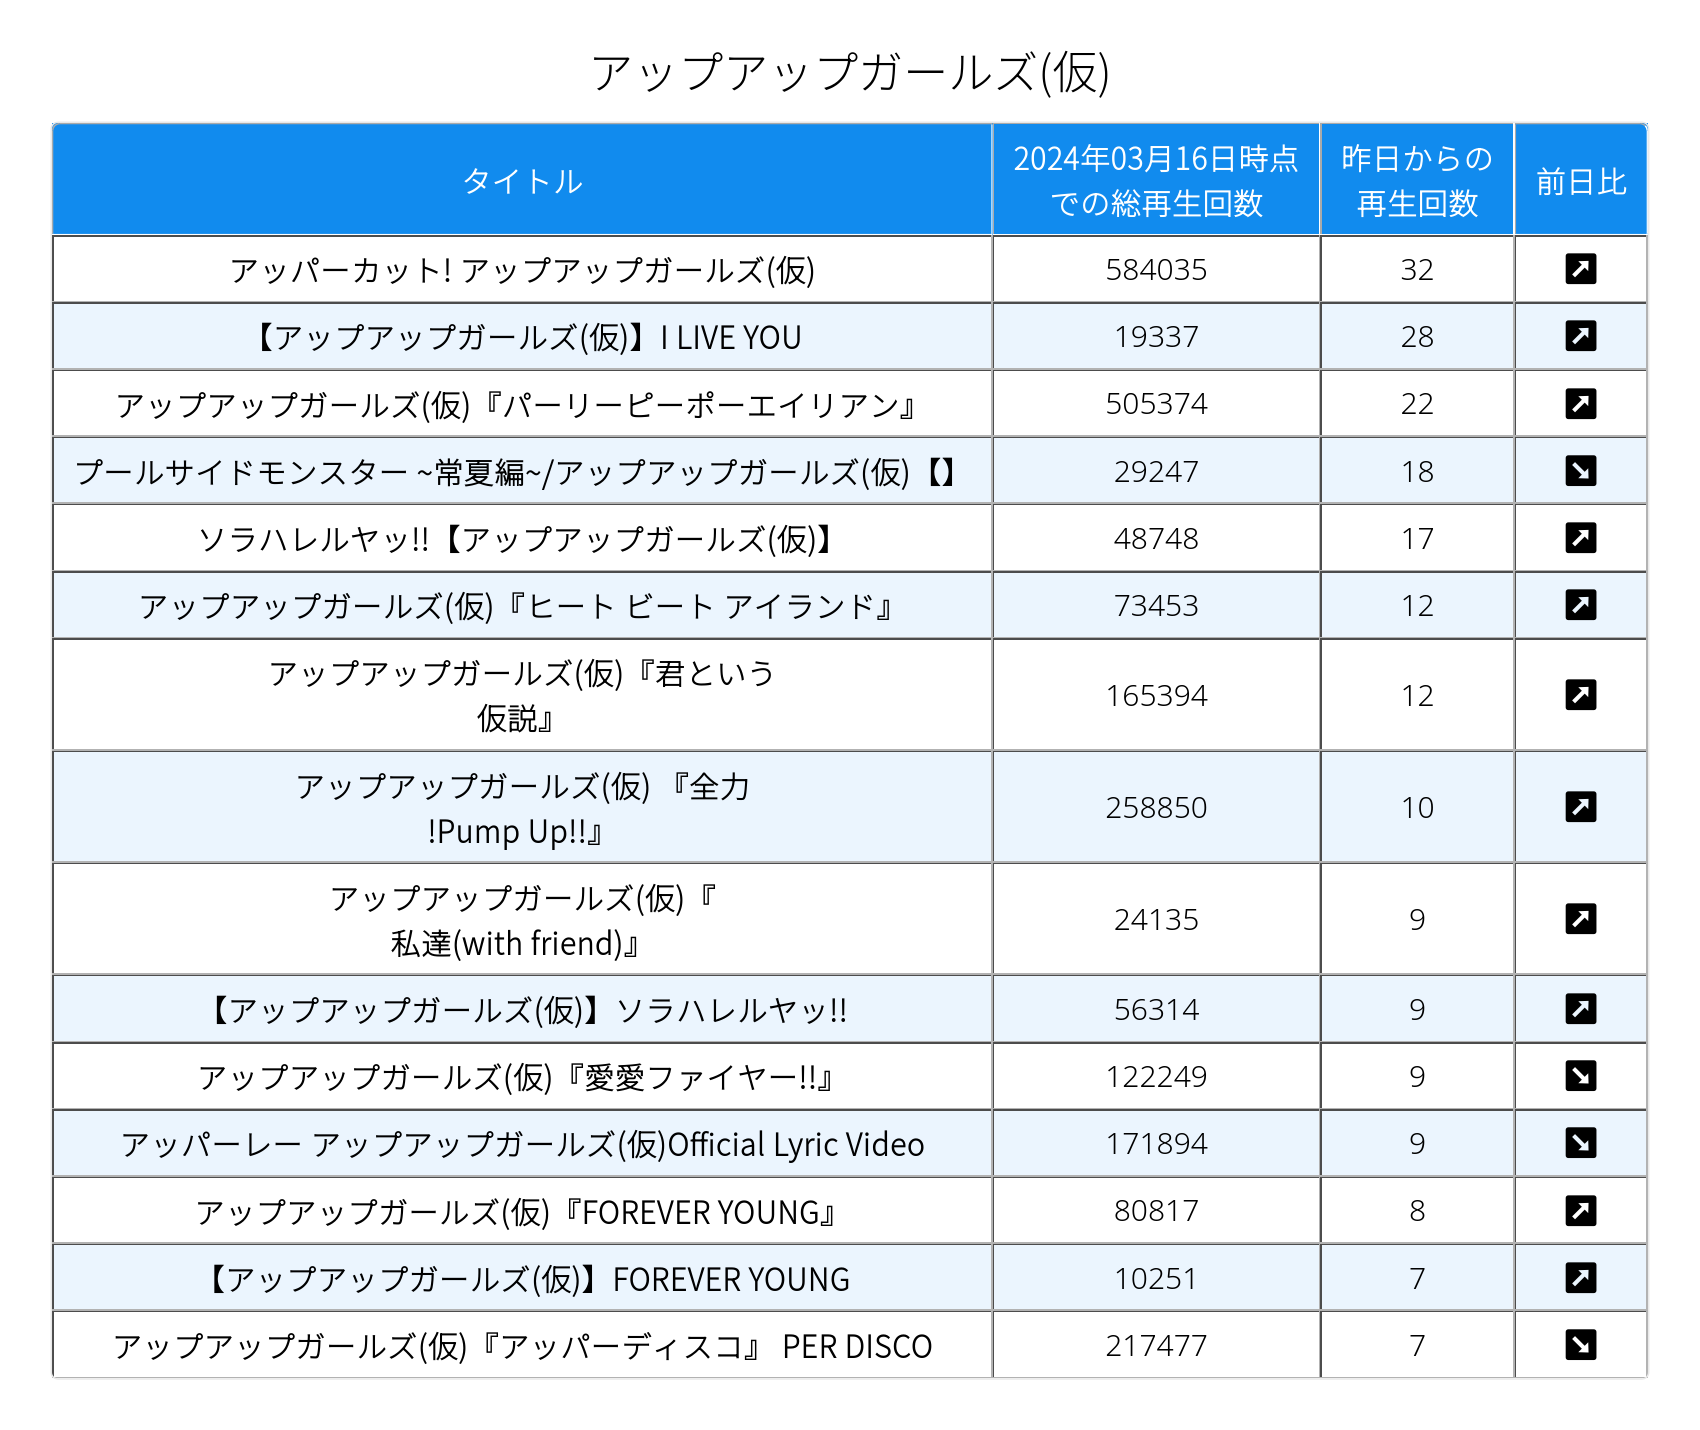 アップアップガールズ(仮)
タイトル
2024年03月16日時点
での総再生回数
昨日からの
再生回数
前日比
アッパーカット! アップアップガールズ(仮)
584035
32
【アップアップガールズ(仮)】I LIVE YOU
19337
28
アップアップガールズ(仮)『パーリーピーポーエイリアン』
505374
22
プールサイドモンスター ~常夏編~/アップアップガールズ(仮)【】
29247
18
ソラハレルヤッ!!【アップアップガールズ(仮)】
48748
17
アップアップガールズ(仮)『ヒート ビート アイランド』
73453
12
アップアップガールズ(仮)『君という
仮説』
165394
12
アップアップガールズ(仮) 『全力
!Pump Up!!』
258850
10
アップアップガールズ(仮)『
私達(with friend)』
24135
9
【アップアップガールズ(仮)】ソラハレルヤッ!!
56314
9
アップアップガールズ(仮)『愛愛ファイヤー!!』
122249
9
アッパーレー アップアップガールズ(仮)Official Lyric Video
171894
9
アップアップガールズ(仮)『FOREVER YOUNG』
80817
8
【アップアップガールズ(仮)】FOREVER YOUNG
10251
7
アップアップガールズ(仮)『アッパーディスコ』 PER DISCO
217477
7